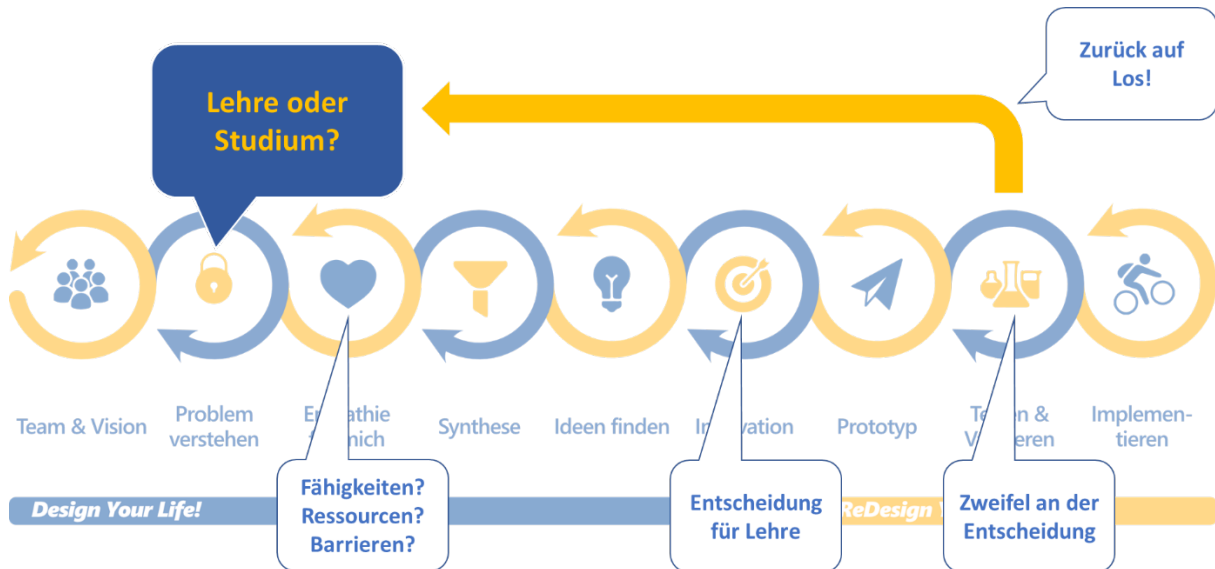 Zurück auf
Los!
Lehre oder
Studium?
Team & Vision
Problem
verstehen
Synthese
Ideen finden
Prototyp
Implemen-
tieren
Design Your Life!
ReDesign
Fähigkeiten?
Ressourcen?
Barrieren?
Entscheidung
für Lehre
Zweifel an der
Entscheidung